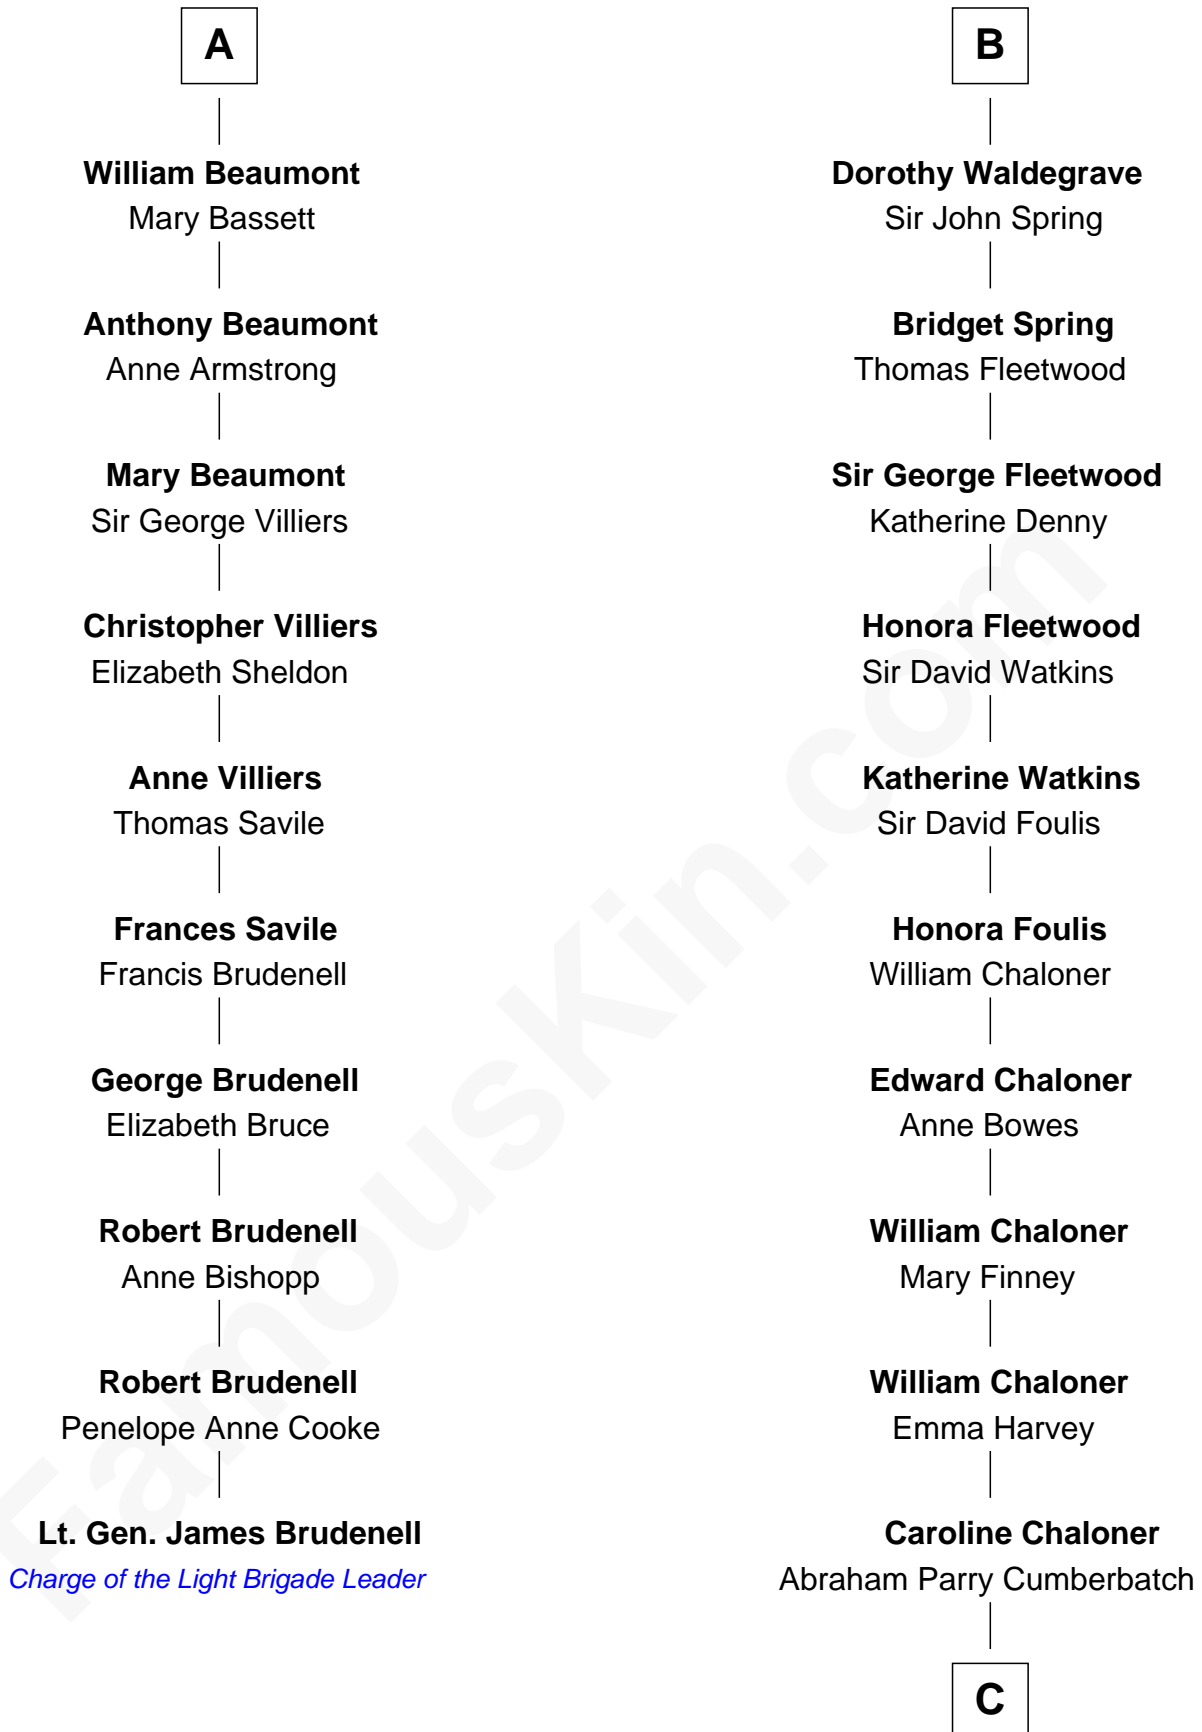 A
William Beaumont
Mary Bassett
Anthony Beaumont
Anne Armstrong
Mary Beaumont
Sir George Villiers
Christopher Villiers
Elizabeth Sheldon
Anne Villiers
Thomas Savile
Frances Savile
Francis Brudenell
George Brudenell
Elizabeth Bruce
Robert Brudenell
Anne Bishopp
Robert Brudenell
Penelope Anne Cooke
Lt. Gen. James Brudenell
Charge of the Light Brigade Leader
B
Dorothy Waldegrave
Sir John Spring
Bridget Spring
Thomas Fleetwood
Sir George Fleetwood
Katherine Denny
Honora Fleetwood
Sir David Watkins
Katherine Watkins
Sir David Foulis
Honora Foulis
William Chaloner
Edward Chaloner
Anne Bowes
William Chaloner
Mary Finney
William Chaloner
Emma Harvey
Caroline Chaloner
Abraham Parry Cumberbatch
C
FamousKin.com